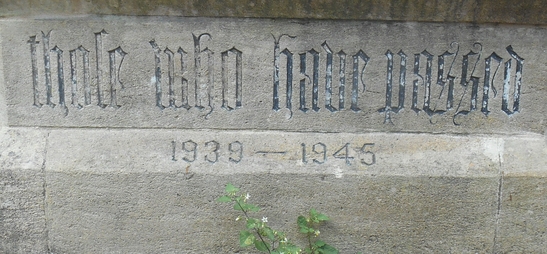 those who have passed
1939 – 1945